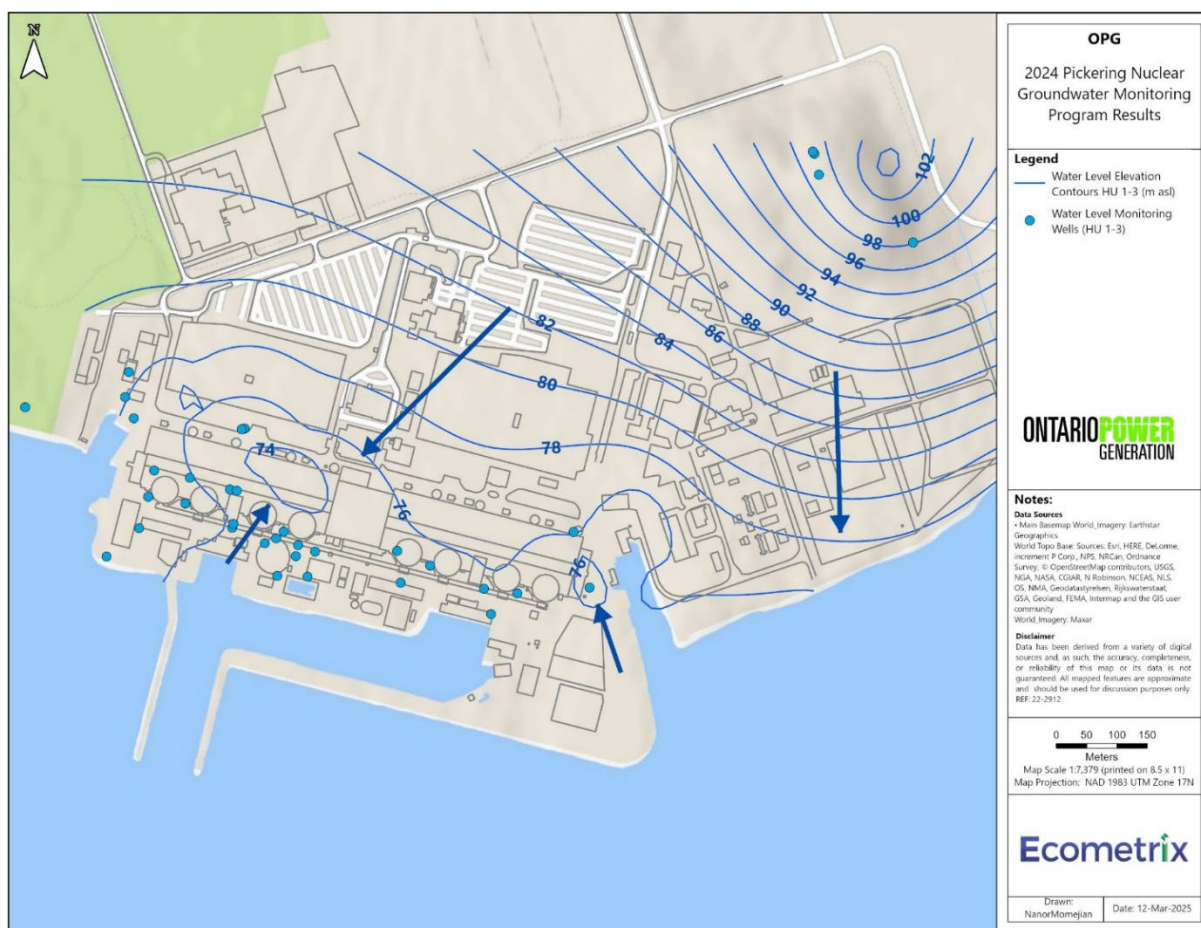 N
102
100
98
96
94
92
90
88
86
84
82
80
78
76
76
74
OPG
2024 Pickering Nuclear
Groundwater Monitoring
Program Results
Legend
Water Level Elevation
Contours HU 1-3 (m asl)
Water Level Monitoring
Wells (HU 1-3)
ONTARIOPOWER
GENERATION
Notes:
Data Sources
• Main Basemap World_Imagery: Earthstar
Geographics
World Topo Base: Sources: Esri, HERE, DeLorme,
increment P Corp., NPS, NRCan, Ordnance
Survey, © OpenStreetMap contributors, USGS,
NGA, NASA, CGIAR, N Robinson, NCEAS, NLS,
OS, NMA, Geodatastyrelsen, Rijkswaterstaat,
GSA, Geoland, FEMA, Intermap and the GIS user
community
World_Imagery: Maxar
Disclaimer
Data has been derived from a variety of digital
sources and, as such, the accuracy, completeness,
or reliability of this map or its data is not
guaranteed. All mapped features are approximate
and should be used for discussion purposes only.
REF: 22-2912
0 50 100 150
Meters
Map Scale 1:7,379 (printed on 8.5 x 11)
Map Projection: NAD 1983 UTM Zone 17N
Ecometrix
Drawn:
NanorMomejian
Date: 12-Mar-2025